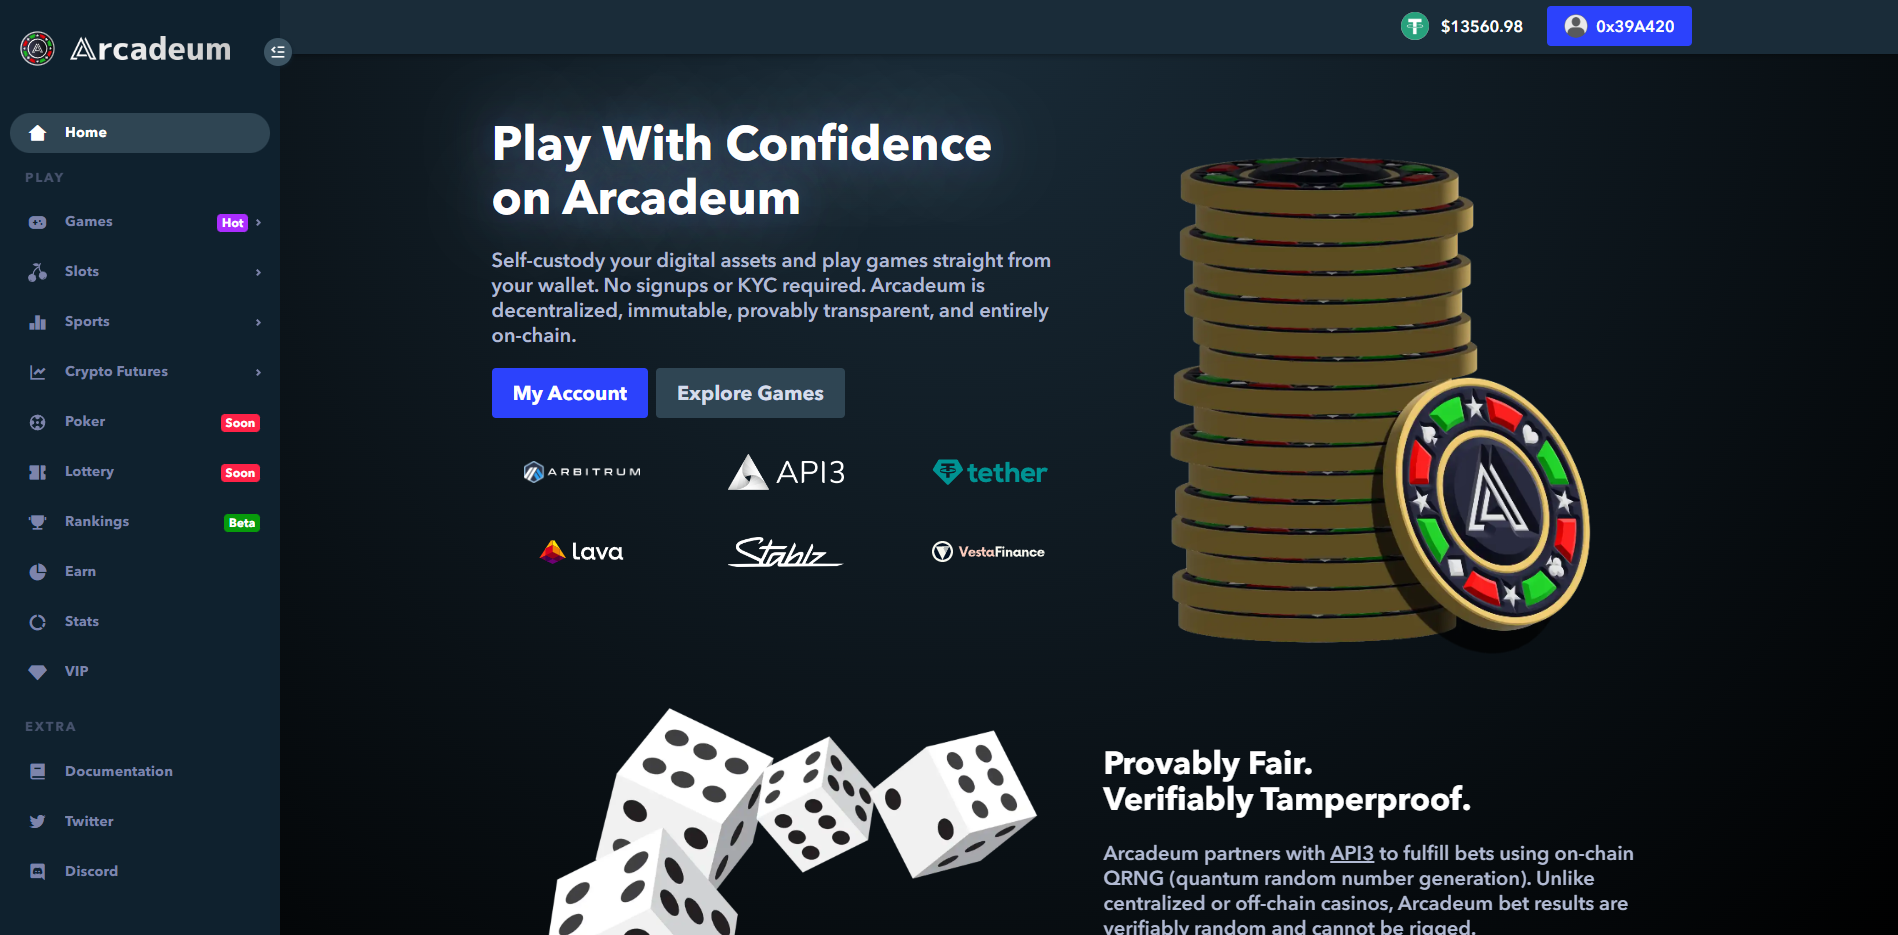 Arcadeum
$13560.98
0x39A420
Home
PLAY
Games
Hot
Slots
Sports
Crypto Futures
Poker
Soon
Lottery
Soon
Rankings
Beta
Earn
Stats
VIP
EXTRA
Documentation
Twitter
Discord
Play With Confidence
on Arcadeum
Self-custody your digital assets and play games straight from
your wallet. No signups or KYC required. Arcadeum is
decentralized, immutable, provably transparent, and entirely
on-chain.
My Account
Explore Games
ARBITRUM
API3
tether
lava
Stablz
VestaFinance
Provably Fair.
Verifiably Tamperproof.
Arcadeum partners with API3 to fulfill bets using on-chain
QRNG (quantum random number generation). Unlike
centralized or off-chain casinos, Arcadeum bet results are
verifiably random and cannot be rigged.